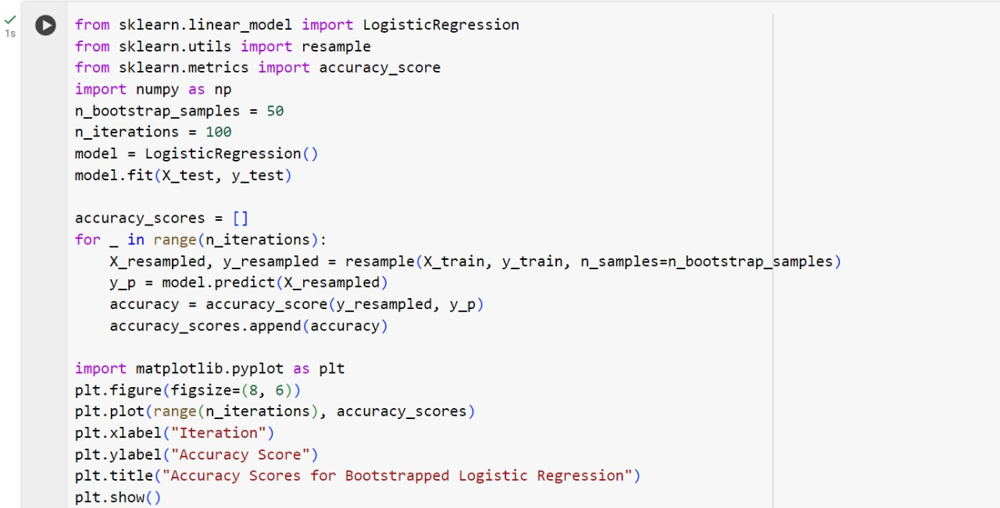 1s
from sklearn.linear_model import LogisticRegression
from sklearn.utils import resample
from sklearn.metrics import accuracy_score
import numpy as np
n_bootstrap_samples = 50
n_iterations = 100
model = LogisticRegression()
model.fit(X_test, y_test)

accuracy_scores = []
for _ in range(n_iterations):
    X_resampled, y_resampled = resample(X_train, y_train, n_samples=n_bootstrap_samples)
    y_p = model.predict(X_resampled)
    accuracy = accuracy_score(y_resampled, y_p)
    accuracy_scores.append(accuracy)

import matplotlib.pyplot as plt
plt.figure(figsize=(8, 6))
plt.plot(range(n_iterations), accuracy_scores)
plt.xlabel("Iteration")
plt.ylabel("Accuracy Score")
plt.title("Accuracy Scores for Bootstrapped Logistic Regression")
plt.show()